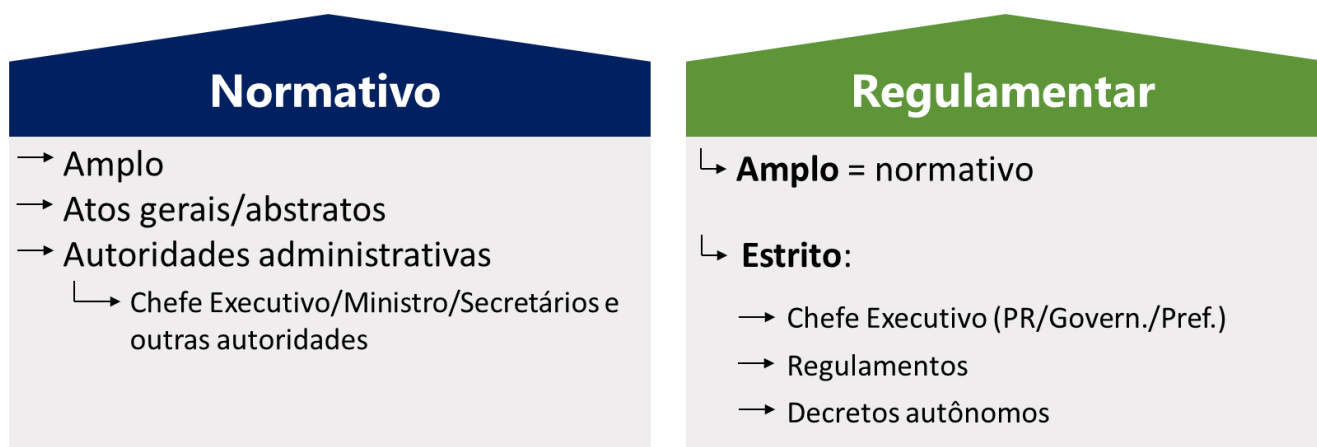 Normativo
Amplo
Atos gerais/abstratos
Autoridades administrativas
Chefe Executivo/Ministro/Secretários e
outras autoridades
Regulamentar
Amplo = normativo
Estrito:
Chefe Executivo (PR/Govern./Pref.)
Regulamentos
Decretos autônomos